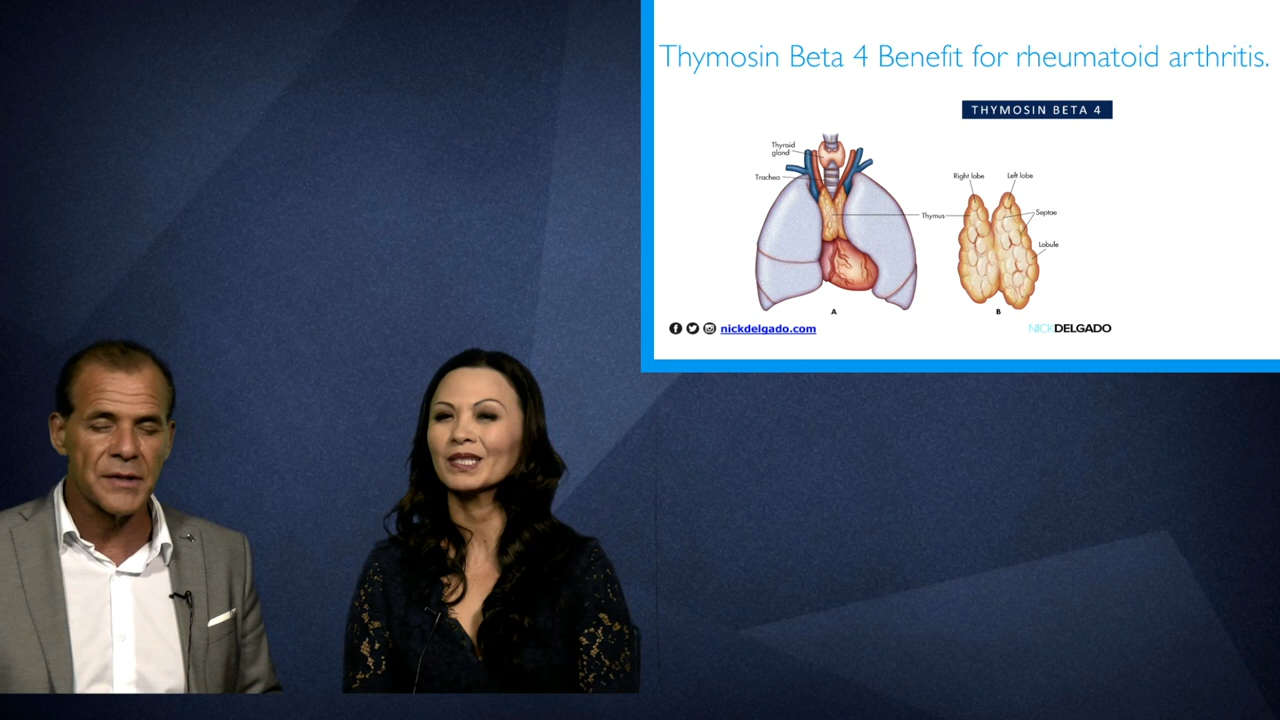 Thymosin Beta 4 Benefit for rheumatoid arthritis.
THYMOSIN BETA 4
Thyroid
gland
Trachea
Right lobe
Left lobe
Thymus
Septae
Lobule
A
B
nickdelgado.com
NICKDELGADO